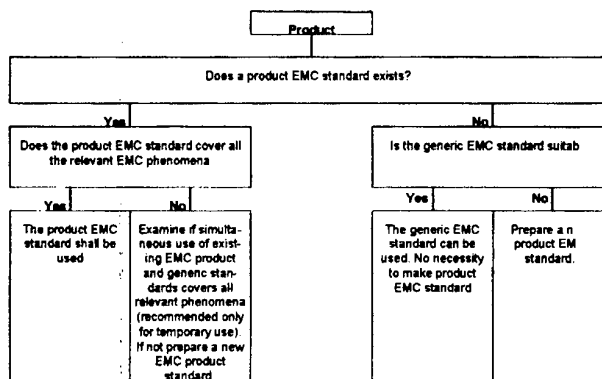 Product
Does a product EMC standard exists?
Yes
No
Does the product EMC standard cover all
the relevant EMC phenomena
Is the generic EMC standard suitab
Yes
No
Yes
No
The product EMC
standard shall be
used
Examine if simulta-
neous use of exist-
ing EMC product
and generic stan-
dards covers all
relevant phenomena
(recommended only
for temporary use).
If not prepare a new
EMC product
standard
The generic EMC
standard can be
used. No necessity
to make product
EMC standard
Prepare a n
product EM
standard.